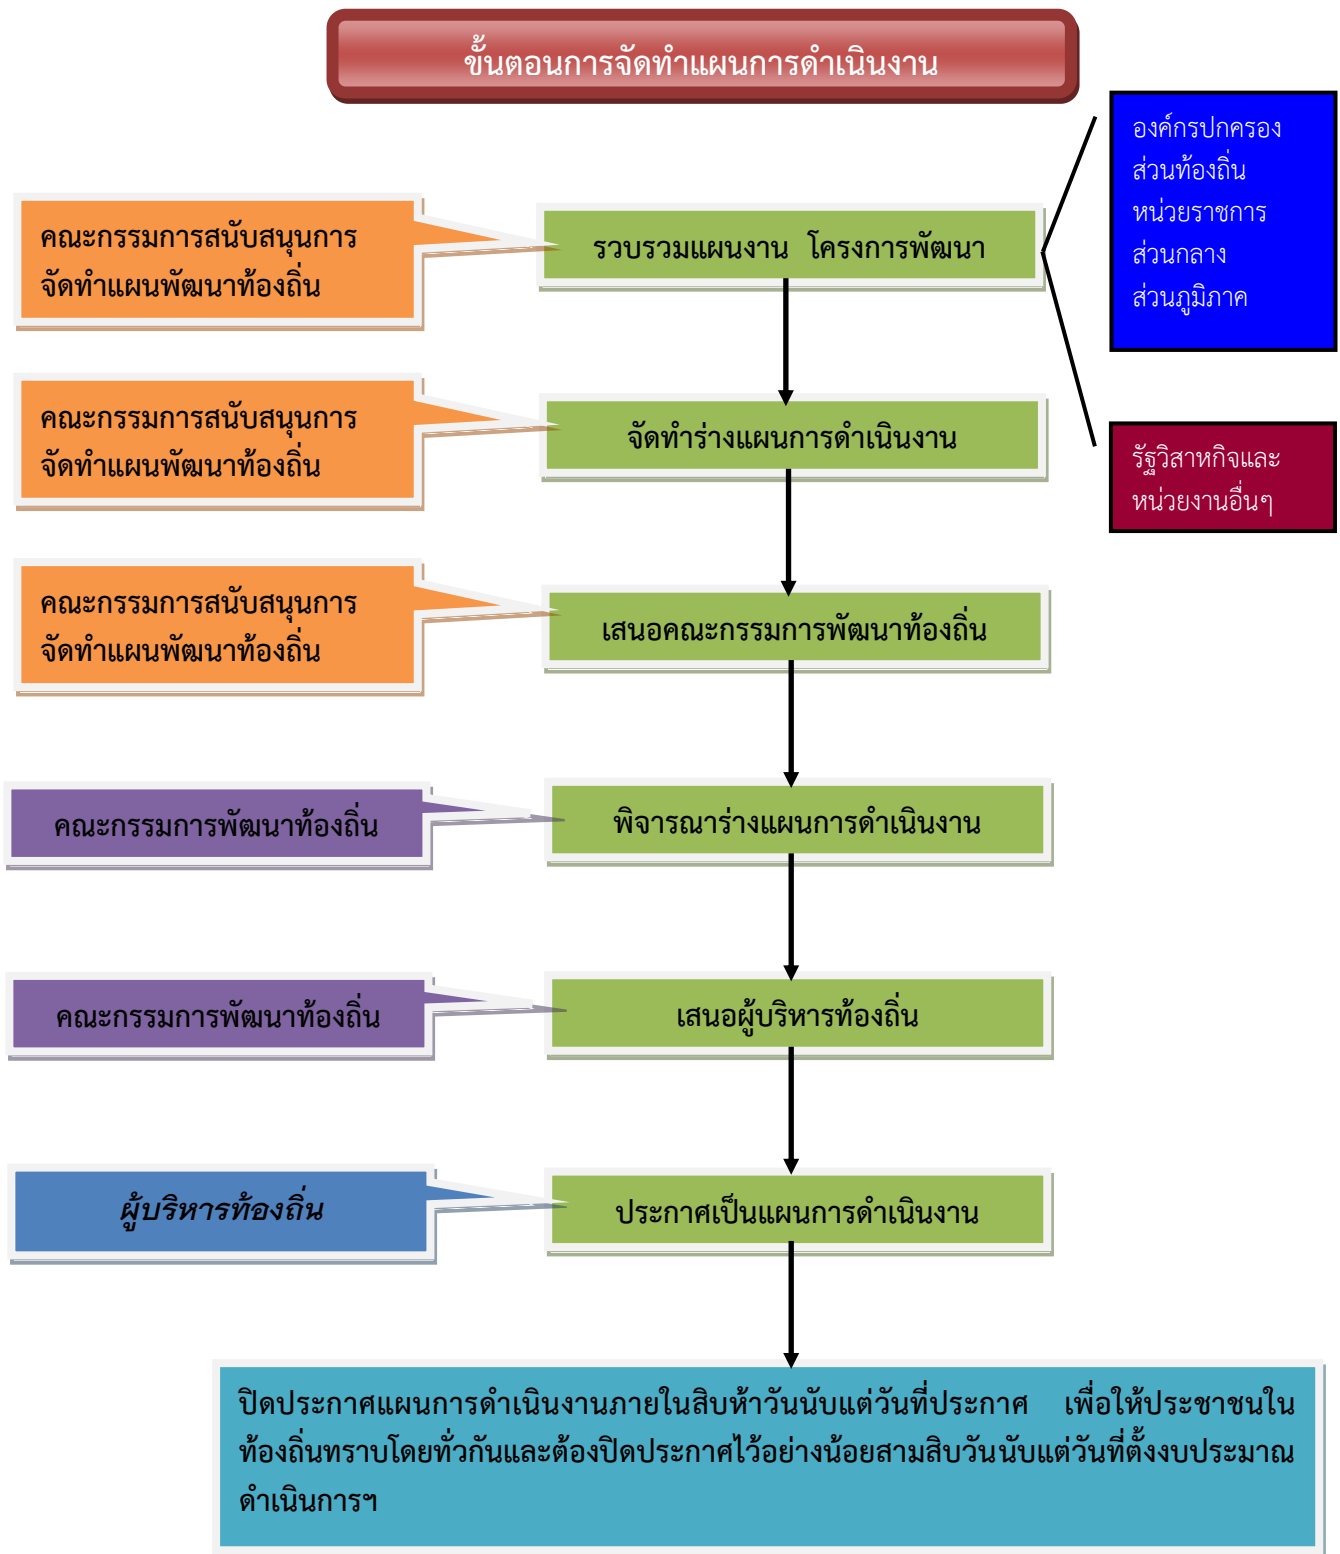 ขั้นตอนการจัดทำแผนการดำเนินงาน
องค์กรปกครอง
ส่วนท้องถิ่น
หน่วยราชการ
ส่วนกลาง
ส่วนภูมิภาค
คณะกรรมการสนับสนุนการ
จัดทำแผนพัฒนาท้องถิ่น
รวบรวมแผนงาน โครงการพัฒนา
คณะกรรมการสนับสนุนการ
จัดทำแผนพัฒนาท้องถิ่น
จัดทำร่างแผนการดำเนินงาน
รัฐวิสาหกิจและ
หน่วยงานอื่นๆ
คณะกรรมการสนับสนุนการ
จัดทำแผนพัฒนาท้องถิ่น
เสนอคณะกรรมการพัฒนาท้องถิ่น
คณะกรรมการพัฒนาท้องถิ่น
พิจารณาร่างแผนการดำเนินงาน
คณะกรรมการพัฒนาท้องถิ่น
เสนอผู้บริหารท้องถิ่น
ผู้บริหารท้องถิ่น
ประกาศเป็นแผนการดำเนินงาน
ปิดประกาศแผนการดำเนินงานภายในสิบห้าวันนับแต่วันที่ประกาศ เพื่อให้ประชาชนใน
ท้องถิ่นทราบโดยทั่วกันและต้องปิดประกาศไว้อย่างน้อยสามสิบวันนับแต่วันที่ตั้งงบประมาณ
ดำเนินการฯ